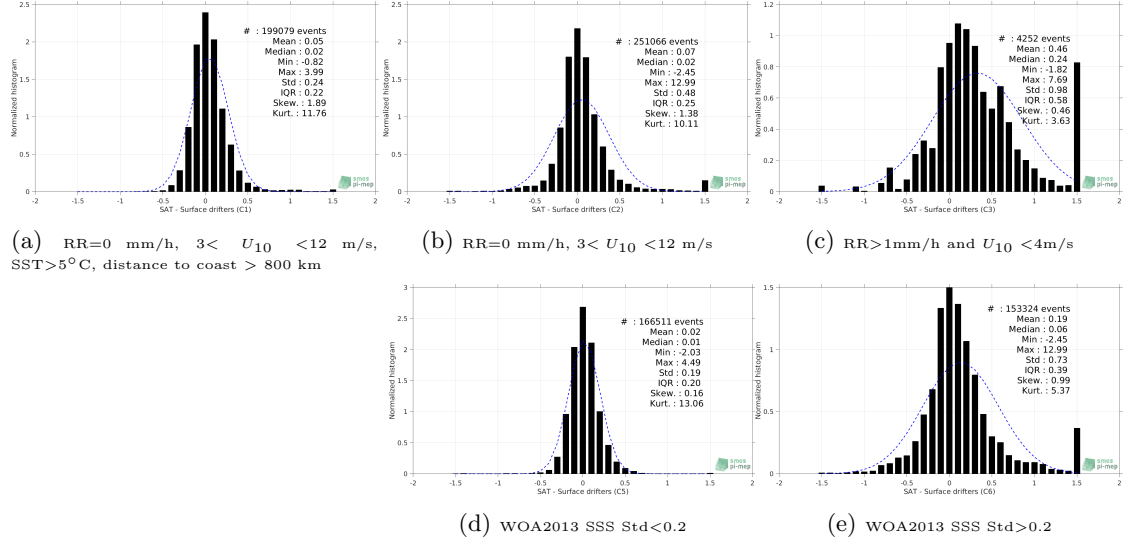 2.5
2
1.5
1
0.5
0
Normalized histogram
# : 199079 events
Mean : 0.05
Median : 0.02
Min : -0.82
Max : 3.99
Std : 0.24
IQR : 0.22
Skew. : 1.89
Kurt. : 11.76
smos
pi-mep
-2 -1.5 -1 -0.5 0 0.5 1 1.5 2
SAT - Surface drifters (C1)
(a) RR=0 mm/h, 3< U10 <12 m/s,
SST>5°C, distance to coast > 800 km
2.5
2
1.5
1
0.5
0
Normalized histogram
# : 251066 events
Mean : 0.07
Median : 0.02
Min : -2.45
Max : 12.99
Std : 0.48
IQR : 0.25
Skew. : 1.38
Kurt. : 10.11
smos
pi-mep
-2 -1.5 -1 -0.5 0 0.5 1 1.5 2
SAT - Surface drifters (C2)
(b) RR=0 mm/h, 3< U10 <12 m/s
1.2
1
0.8
0.6
0.4
0.2
0
Normalized histogram
# : 4252 events
Mean : 0.46
Median : 0.24
Min : -1.82
Max : 7.69
Std : 0.98
IQR : 0.58
Skew. : 0.46
Kurt. : 3.63
smos
pi-mep
-2 -1.5 -1 -0.5 0 0.5 1 1.5 2
SAT - Surface drifters (C3)
(c) RR>1mm/h and U10 <4m/s
3
2.5
2
1.5
1
0.5
0
Normalized histogram
# : 166511 events
Mean : 0.02
Median : 0.01
Min : -2.03
Max : 4.49
Std : 0.19
IQR : 0.20
Skew. : 0.16
Kurt. : 13.06
smos
pi-mep
-2 -1.5 -1 -0.5 0 0.5 1 1.5 2
SAT - Surface drifters (C5)
(d) WOA2013 SSS Std<0.2
1.5
1
0.5
0
Normalized histogram
# : 153324 events
Mean : 0.19
Median : 0.06
Min : -2.45
Max : 12.99
Std : 0.73
IQR : 0.39
Skew. : 0.99
Kurt. : 5.37
smos
pi-mep
-2 -1.5 -1 -0.5 0 0.5 1 1.5 2
SAT - Surface drifters (C6)
(e) WOA2013 SSS Std>0.2